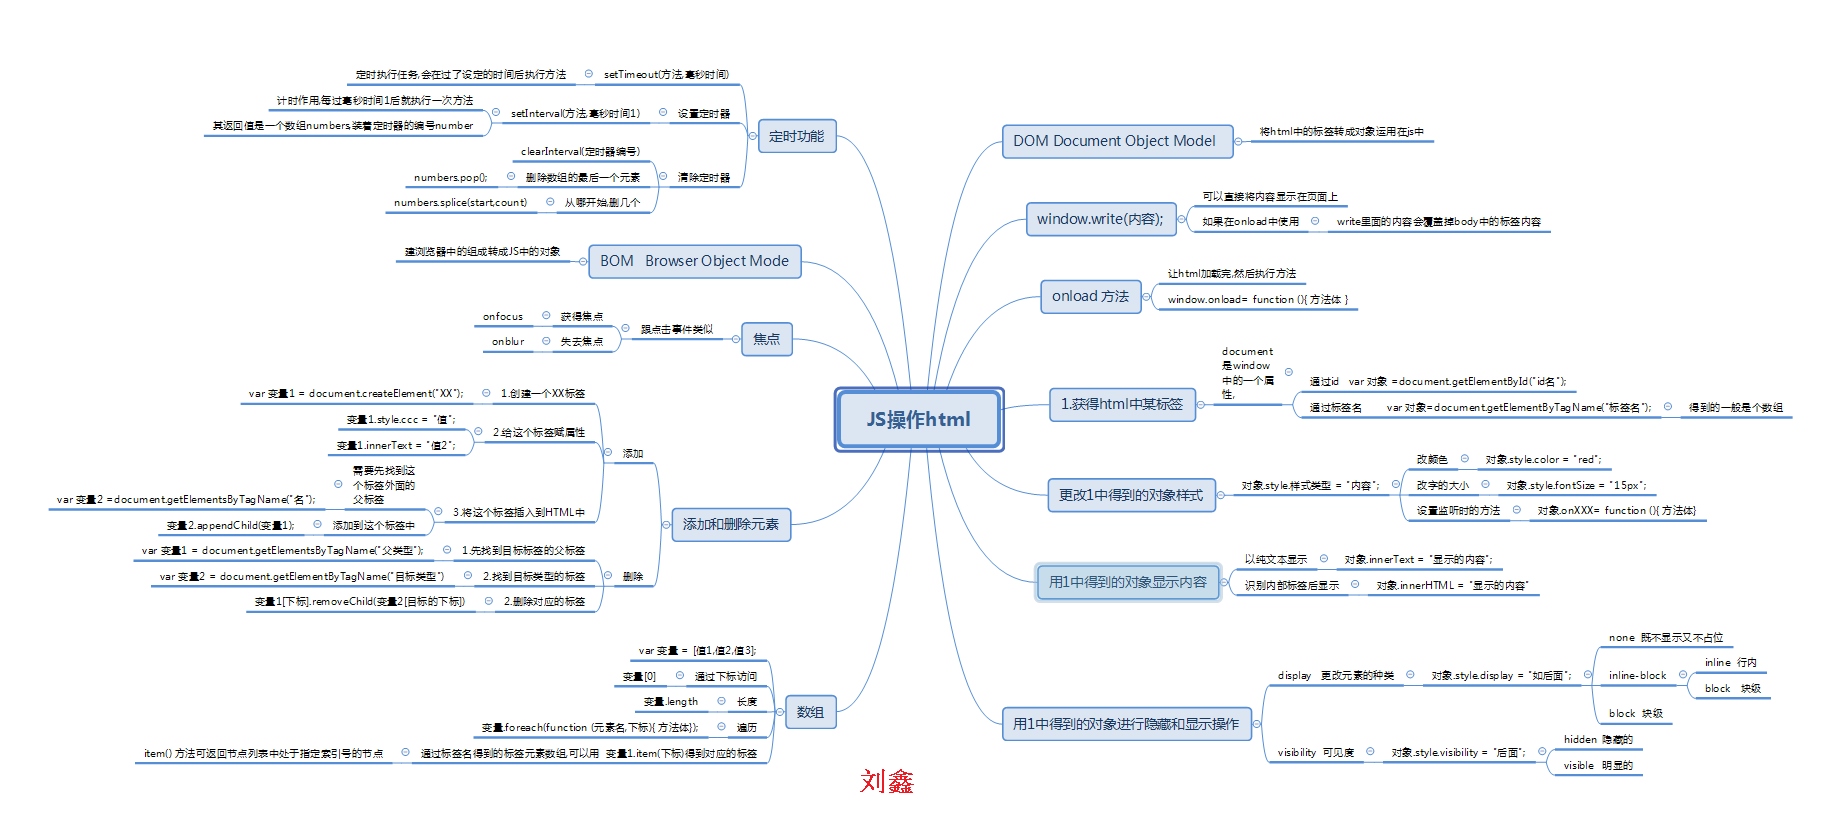 JS操作html
DOM Document Object Model
将html中的标签转成对象运用在js中
window.write(内容);
可以直接将内容显示在页面上
如果在onload中使用
write里面的内容会覆盖掉body中的标签内容
onload 方法
让html加载完,然后执行方法
window.onload= function (){ 方法体 }
1.获得html中某标签
document
是window
中的一个属
性,
通过id var 对象 =document.getElementById("id名");
通过标签名 var 对象=document.getElementByTagName("标签名");
得到的一般是个数组
更改1中得到的对象样式
对象.style.样式类型 = "内容";
改颜色
对象.style.color = "red";
改字的大小
对象.style.fontSize = "15px";
设置监听时的方法
对象.onXXX= function (){ 方法体}
用1中得到的对象显示内容
以纯文本显示
对象.innerText = "显示的内容";
识别内部标签后显示
对象.innerHTML = "显示的内容"
用1中得到的对象进行隐藏和显示操作
display 更改元素的种类
对象.style.display = "如后面";
none 既不显示又不占位
inline-block
inline 行内
block 块级
block 块级
visibility 可见度
对象.style.visibility = "后面";
hidden 隐藏的
visible 明显的
定时功能
setTimeout(方法,毫秒时间)
定时执行任务,会在过了设定的时间后执行方法
设置定时器
setInterval(方法,毫秒时间1)
计时作用,每过毫秒时间1后就执行一次方法
其返回值是一个数组numbers,装着定时器的编号number
清除定时器
clearInterval(定时器编号)
删除数组的最后一个元素
numbers.pop();
从哪开始,删几个
numbers.splice(start,count)
BOM Browser Object Mode
建浏览器中的组成转成JS中的对象
焦点
跟点击事件类似
获得焦点
onfocus
失去焦点
onblur
添加和删除元素
添加
1.创建一个XX标签
var 变量1 = document.createElement("XX");
2.给这个标签赋属性
变量1.style.ccc = "值";
变量1.innerText = "值2";
3.将这个标签插入到HTML中
需要先找到这
个标签外面的
父标签
var 变量2 =document.getElementsByTagName("名");
添加到这个标签中
变量2.appendChild(变量1);
删除
1.先找到目标标签的父标签
var 变量1 = document.getElementsByTagName("父类型");
2.找到目标类型的标签
var 变量2 = document.getElementByTagName("目标类型")
2.删除对应的标签
变量1[下标].removeChild(变量2[目标的下标])
数组
var 变量 = [值1,值2,值3];
通过下标访问
变量[0]
长度
变量.length
遍历
变量.foreach(function (元素名,下标){ 方法体});
通过标签名得到的标签元素数组,可以用 变量1.item(下标)得到对应的标签
item() 方法可返回节点列表中处于指定索引号的节点
刘鑫